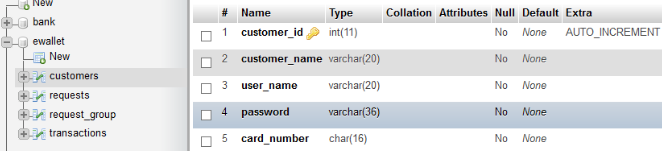 New
bank
ewallet
New
customers
requests
request_group
transactions
# Name Type Collation Attributes Null Default Extra
1 customer_id int(11) No None AUTO_INCREMENT
2 customer_name varchar(20) No None
3 user_name varchar(20) No None
4 password varchar(36) No None
5 card_number char(16) No None